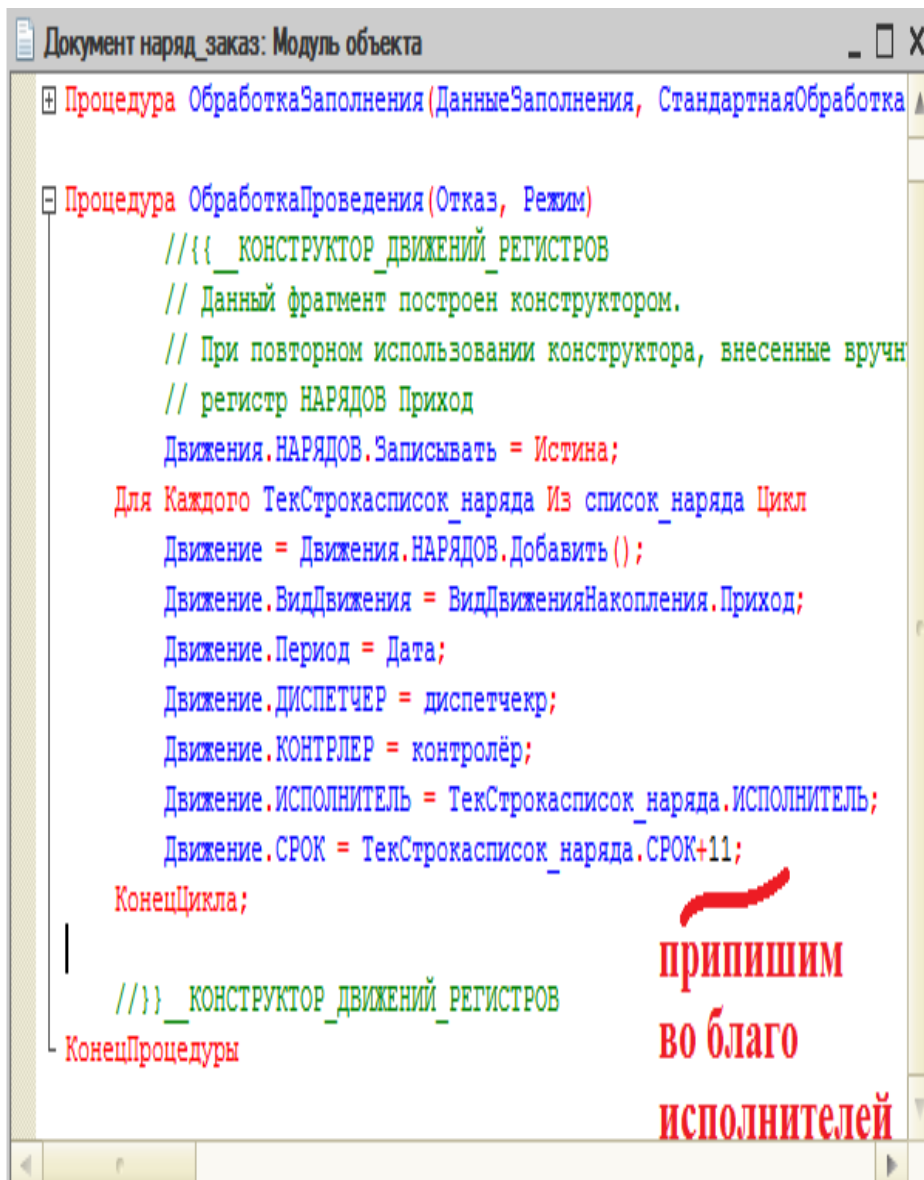 Документ наряд_заказ: Модуль объекта
Процедура ОбработкаЗаполнения(ДанныеЗаполнения, СтандартнаяОбработка
Процедура ОбработкаПроведения(Отказ, Режим)
//{{__КОНСТРУКТОР_ДВИЖЕНИЙ_РЕГИСТРОВ
// Данный фрагмент построен конструктором.
// При повторном использовании конструктора, внесенные вручн
// регистр НАРЯДОВ Приход
Движения.НАРЯДОВ.Записывать = Истина;
Для Каждого ТекСтрокасписок_наряда Из список_наряда Цикл
Движение = Движения.НАРЯДОВ.Добавить();
Движение.ВидДвижения = ВидДвиженияНакопления.Приход;
Движение.Период = Дата;
Движение.ДИСПЕТЧЕР = диспетчекр;
Движение.КОНТРЛЕР = контролёр;
Движение.ИСПОЛНИТЕЛЬ = ТекСтрокасписок_наряда.ИСПОЛНИТЕЛЬ;
Движение.СРОК = ТекСтрокасписок_наряда.СРОК+11;
КонецЦикла;
//}}__КОНСТРУКТОР_ДВИЖЕНИЙ_РЕГИСТРОВ
КонецПроцедуры
припишим
во благо
исполнителей